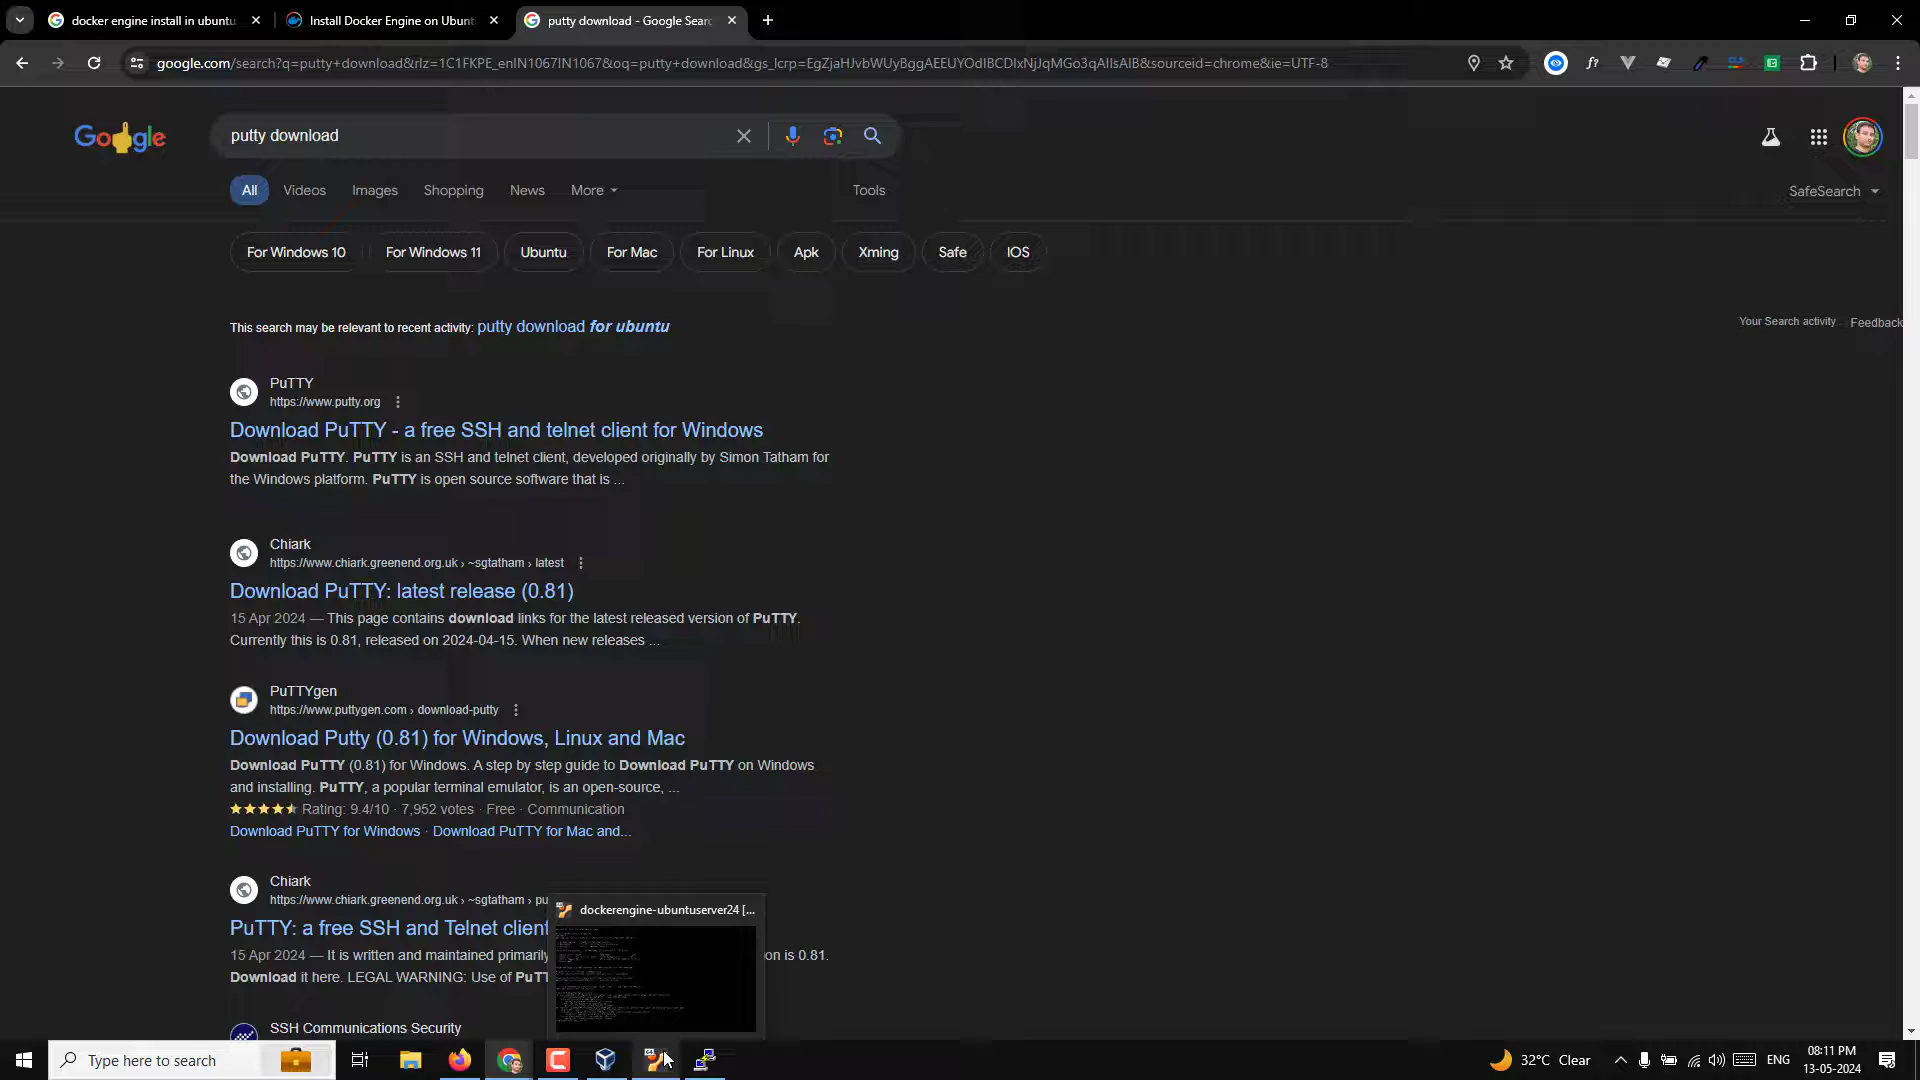 docker engine install in ubuntu
Install Docker Engine on Ubunt
putty download - Google Searc
google.com/search?q=putty+download&rlz=1C1FKPE_enIN1067IN1067&oq=putty+download&gs_lcrp=EgZjaHJvbWUyBggAEEUYOdIBCDIxNjJqMGo3qAIIsAIB&sourceid=chrome&ie=UTF-8
Google
putty download
All
Videos
Images
Shopping
News
More
Tools
SafeSearch
For Windows 10
For Windows 11
Ubuntu
For Mac
For Linux
Apk
Xming
Safe
IOS
This search may be relevant to recent activity: putty download for ubuntu
Your Search activity
Feedback
PuTTY
https://www.putty.org
Download PuTTY - a free SSH and telnet client for Windows
Download PuTTY. PuTTY is an SSH and telnet client, developed originally by Simon Tatham for
the Windows platform. PuTTY is open source software that is ...
Chiark
https://www.chiark.greenend.org.uk › ~sgtatham › latest
Download PuTTY: latest release (0.81)
15 Apr 2024 — This page contains download links for the latest released version of PuTTY.
Currently this is 0.81, released on 2024-04-15. When new releases ...
PuTTYgen
https://www.puttygen.com › download-putty
Download Putty (0.81) for Windows, Linux and Mac
Download PuTTY (0.81) for Windows. A step by step guide to Download PuTTY on Windows
and installing. PuTTY, a popular terminal emulator, is an open-source, ...
Rating: 9.4/10 · 7,952 votes · Free · Communication
Download PuTTY for Windows · Download PuTTY for Mac and...
Chiark
https://www.chiark.greenend.org.uk › ~sgtatham › pu
PuTTY: a free SSH and Telnet client
15 Apr 2024 — It is written and maintained primarily
on is 0.81.
Download it here. LEGAL WARNING: Use of PuTT
dockerengine-ubuntuserver24 [...
SSH Communications Security
Type here to search
32°C Clear
ENG
08:11 PM
13-05-2024